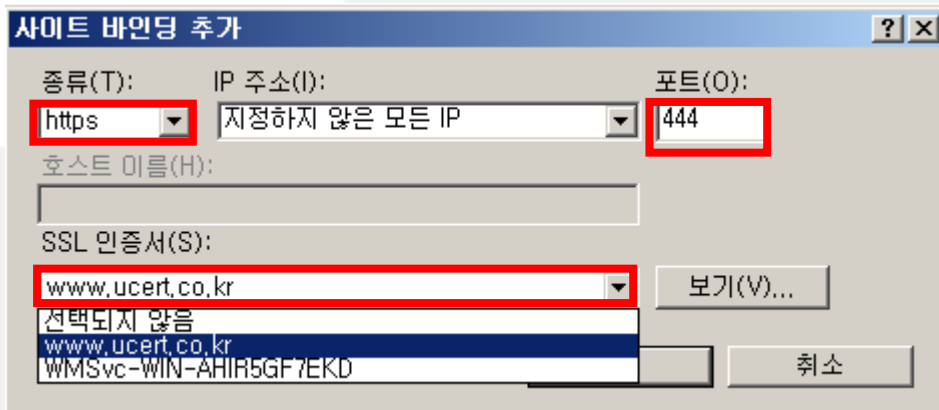 사이트 바인딩 추가
종류(T): IP 주소(I): 포트(O):
https 지정하지 않은 모든 IP 444
호스트 이름(H):
SSL 인증서(S):
www.ucert.co.kr 보기(V)...
선택되지 않음
www.ucert.co.kr
WMSvc-WIN-AHIR5GF7EKD
취소